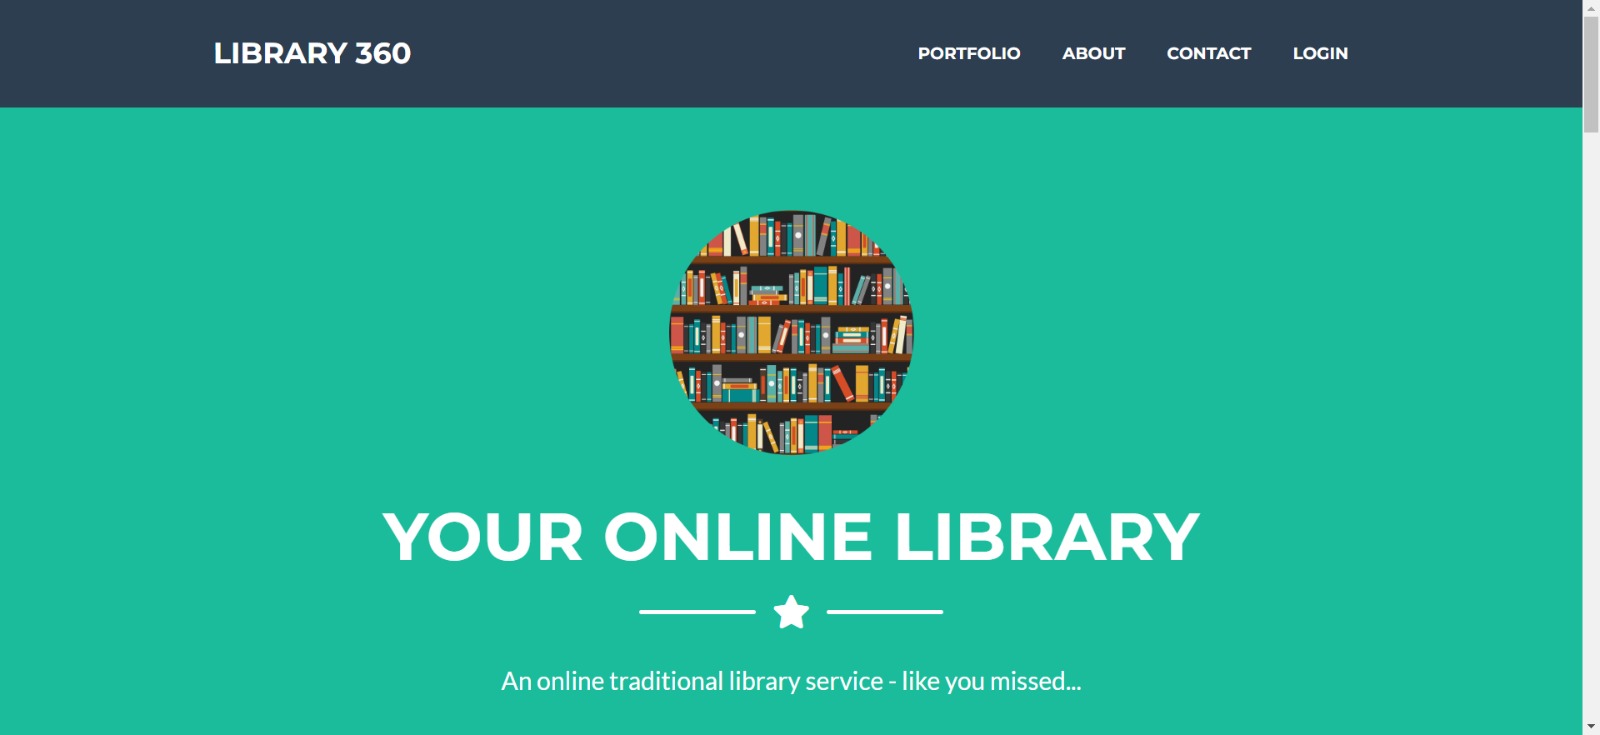 LIBRARY 360
PORTFOLIO ABOUT CONTACT LOGIN
YOUR ONLINE LIBRARY
An online traditional library service - like you missed...